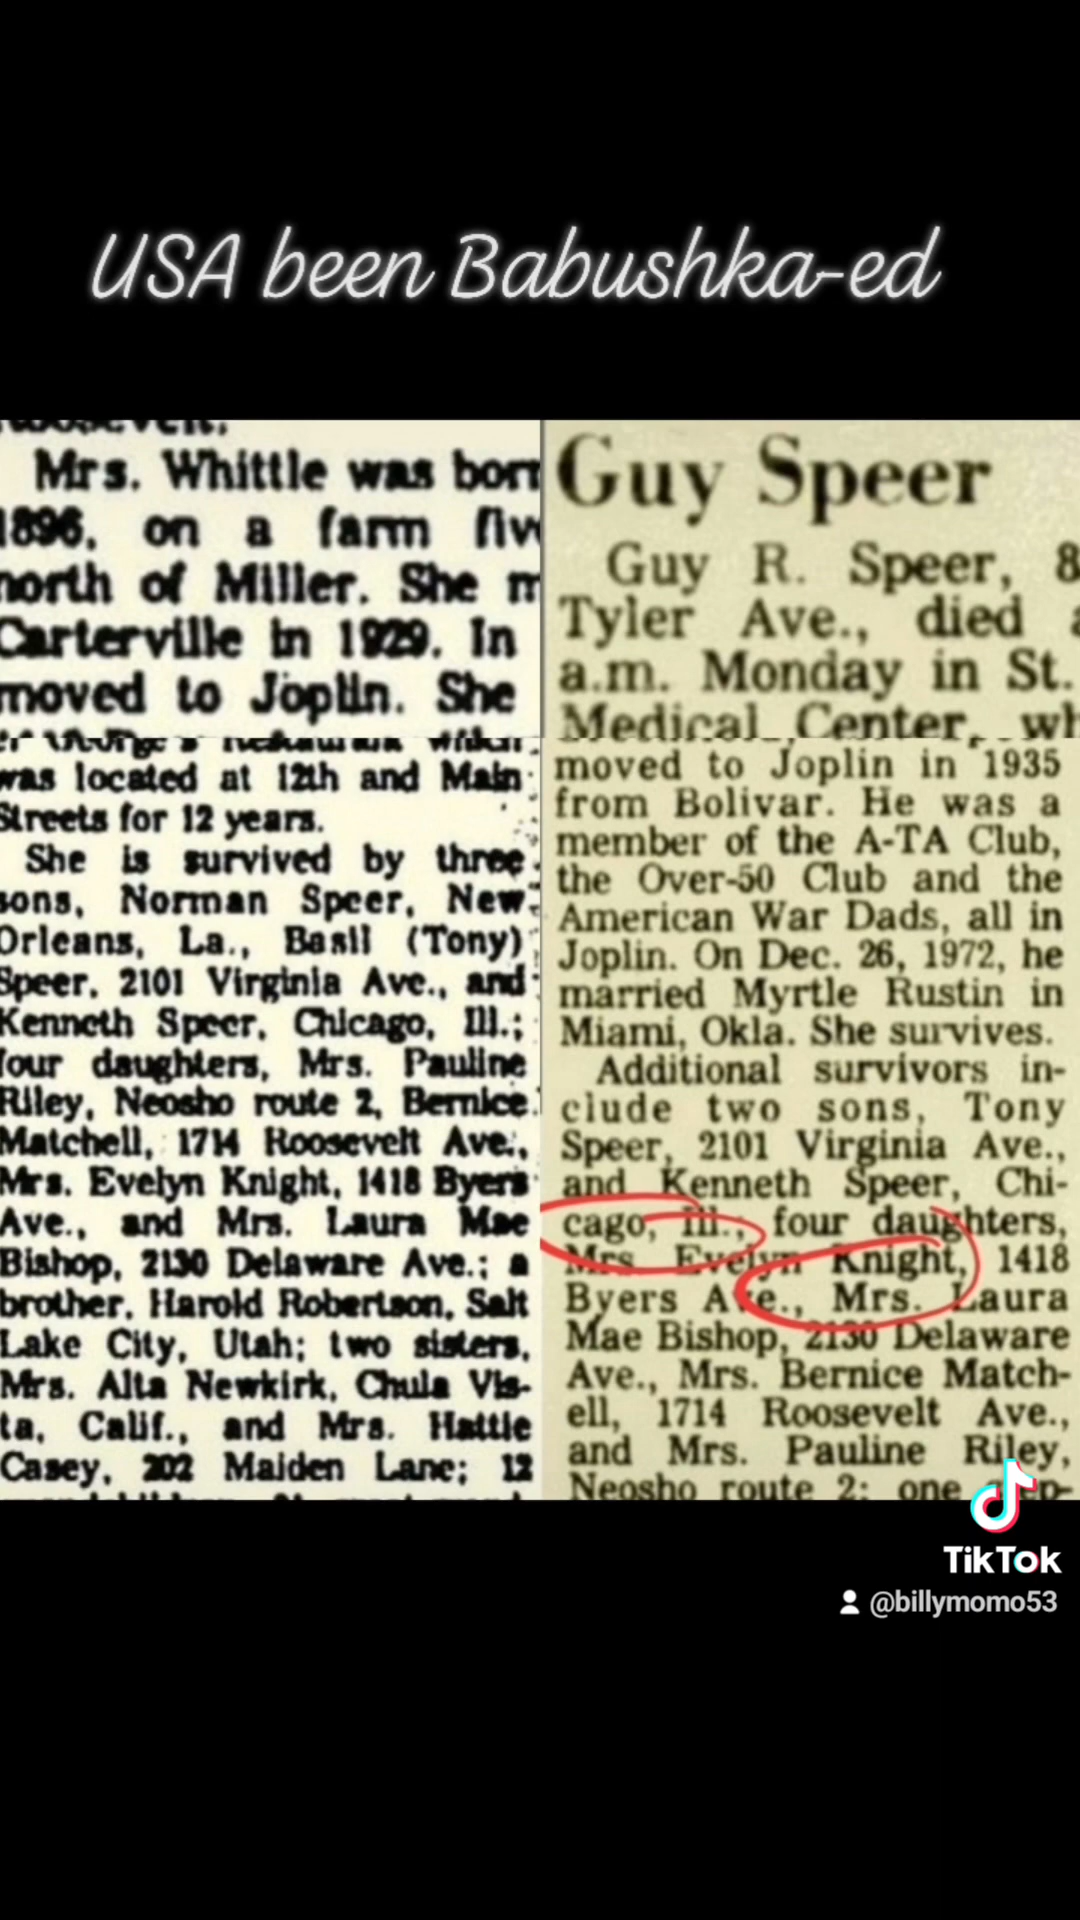 USA been Babushka-ed
Mrs. Whittle was born
1896, on a farm
north of Miller. She
Carterville in 1929. In
moved to Joplin. She
was located at 12th and Main
Streets for 12 years.
She is survived by three
sons, Norman Speer, New
Orleans, La., Basil (Tony)
Speer, 2101 Virginia Ave., and
Kenneth Speer, Chicago, Ill.;
four daughters, Mrs. Pauline
Riley, Neosho route 2, Bernice
Matchell, 1714 Roosevelt Ave.,
Mrs. Evelyn Knight, 1418 Byers
Ave., and Mrs. Laura Mae
Bishop, 2130 Delaware Ave.; a
brother, Harold Robertson, Salt
Lake City, Utah; two sisters,
Mrs. Alta Newkirk, Chula Vis-
ta, Calif., and Mrs. Hattie
Casey, 202 Maiden Lane; 12
Guy Speer
Guy R. Speer, 8
Tyler Ave., died
a.m. Monday in St.
Medical Center, wh
moved to Joplin in 1935
from Bolivar. He was a
member of the A-TA Club,
the Over-50 Club and the
American War Dads, all in
Joplin. On Dec. 26, 1972, he
married Myrtle Rustin in
Miami, Okla. She survives.
Additional survivors in-
clude two sons, Tony
Speer, 2101 Virginia Ave.,
and Kenneth Speer, Chi-
cago, Ill.; four daughters,
Mrs. Evelyn Knight, 1418
Byers Ave., Mrs. Laura
Mae Bishop, 2130 Delaware
Ave., Mrs. Bernice Match-
ell, 1714 Roosevelt Ave.,
and Mrs. Pauline Riley,
Neosho route 2; one
TikTok
@billymomo53